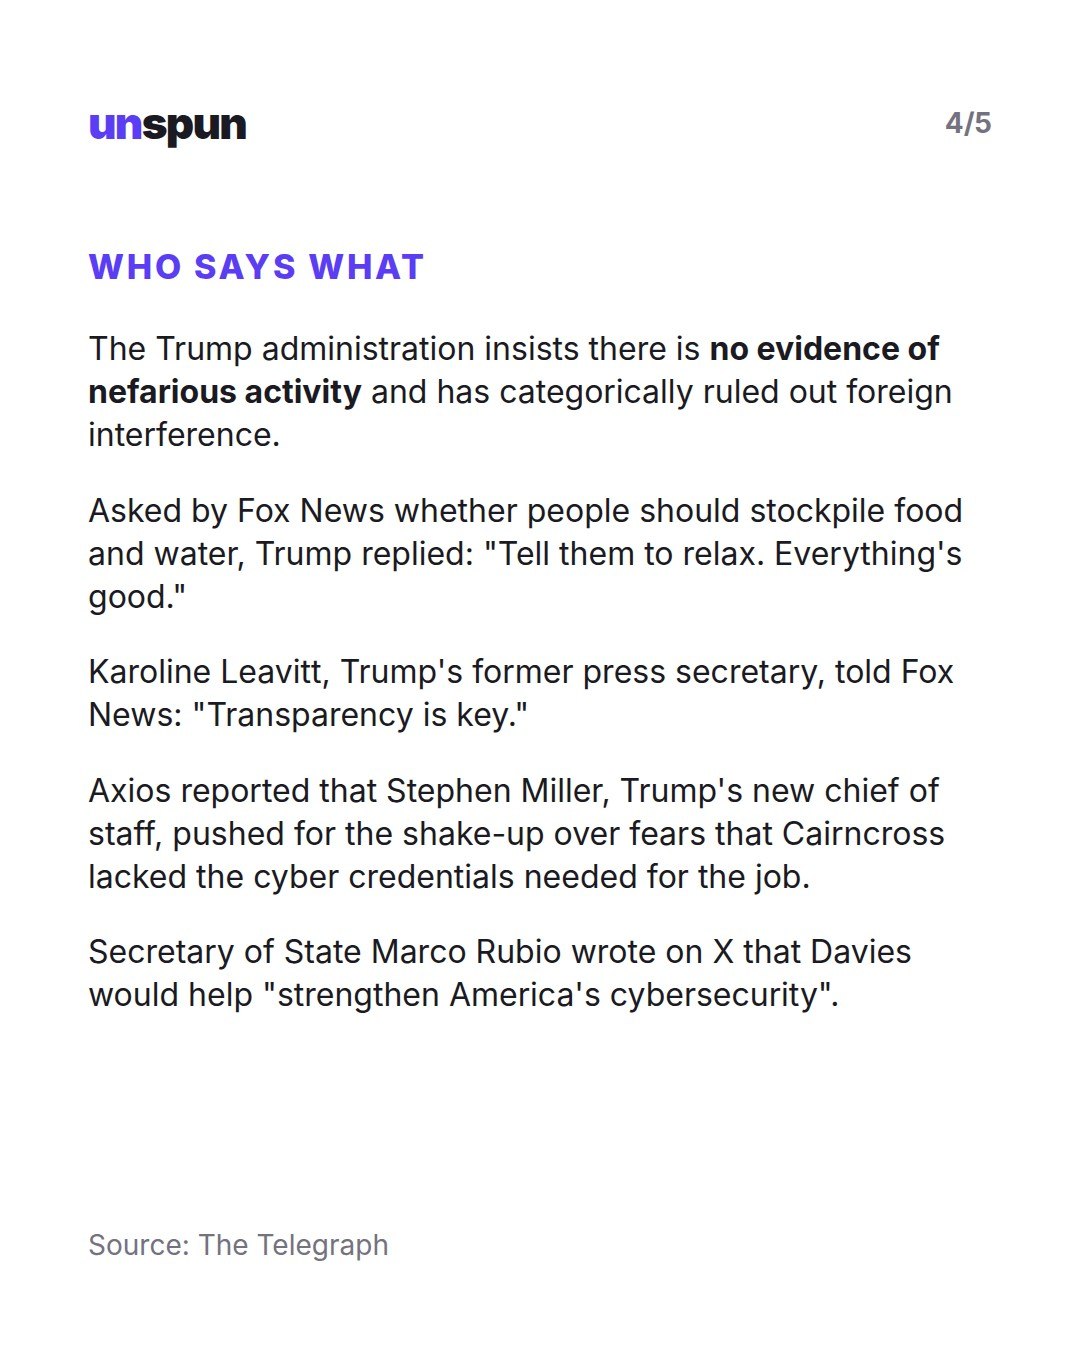 unspun
4/5
WHO SAYS WHAT
The Trump administration insists there is no evidence of
nefarious activity and has categorically ruled out foreign
interference.
Asked by Fox News whether people should stockpile food
and water, Trump replied: "Tell them to relax. Everything's
good."
Karoline Leavitt, Trump's former press secretary, told Fox
News: "Transparency is key."
Axios reported that Stephen Miller, Trump's new chief of
staff, pushed for the shake-up over fears that Cairncross
lacked the cyber credentials needed for the job.
Secretary of State Marco Rubio wrote on X that Davies
would help "strengthen America's cybersecurity".
Source: The Telegraph